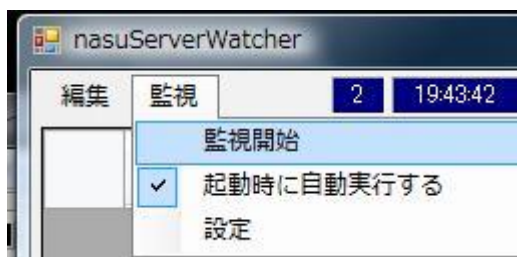 nasuServerWatcher
編集 監視 2 19:43:42
監視開始
起動時に自動実行する
設定